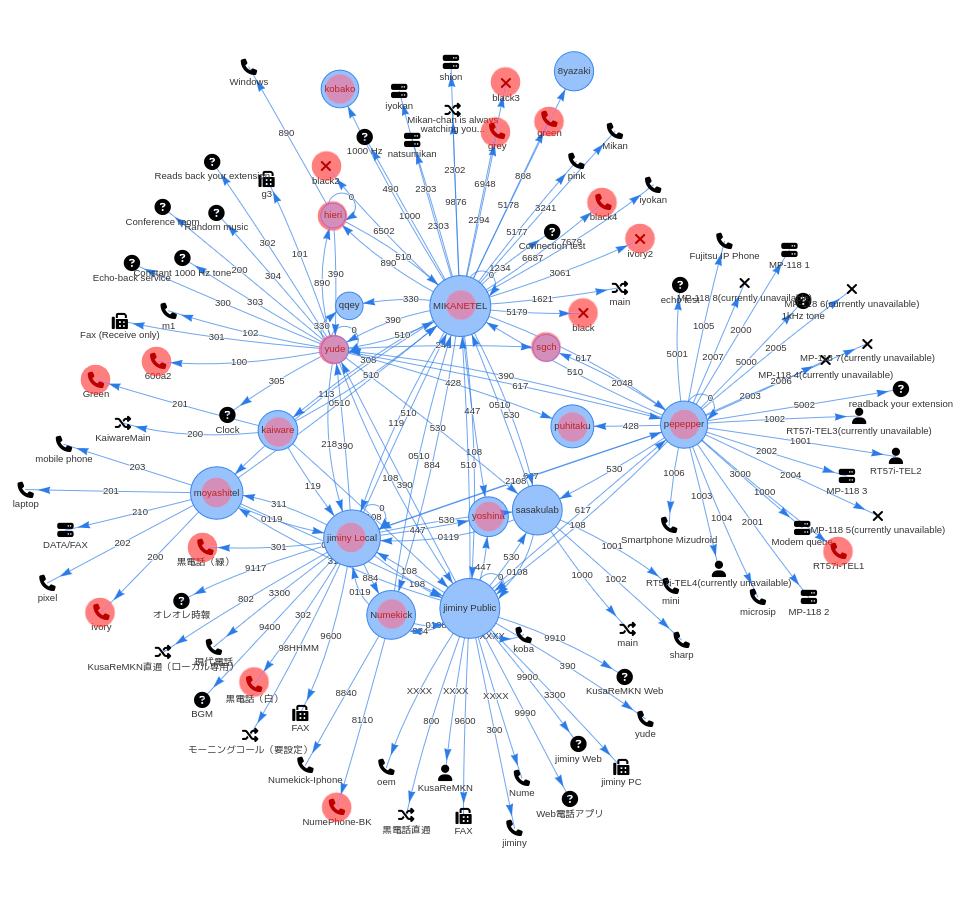 shion
8yazaki
Windows
kobako
iyokan
black3
Mikan-chan is always
watching you...
green
grey
Mikan
890
1000 Hz
natsumikan
808
2302
Reads back your extension
black2
pink
6948
g3
490
2303
iyokan
5178
9876
3241
Conference room
Random music
hieri
0
1000
2294
black4
2303
5177
6502
Connection test
7679
302
101
510
6687
ivory2
Fujitsu IP Phone
MP-118 1
Echo-back service
Constant 1000 Hz tone
200
304
390
890
1234
3061
0
890
echo test
MP-118 8(currently unavailable)
MP-118 6(currently unavailable)
1kHz tone
300
303
qqey
330
MIKANETEL
1621
main
m1
5179
Fax (Receive only)
301
102
330
0
390
510
black
1005
2000
yude
sgch
5001
2007
5000
2005
MP-118 7(currently unavailable)
600a2
100
308
617
510
MP-118 4(currently unavailable)
Green
305
510
428
390
617
2048
2006
2003
201
113
0510
0
5002
readback your extension
KaiwareMain
200
Clock
510
119
447
0510
530
puhitaku
428
pepepper
1002
RT57i-TEL3(currently unavailable)
kaiware
530
mobile phone
203
218
390
1001
0510
884
108
510
530
2002
RT57i-TEL2
laptop
201
moyashitel
119
108
390
2108
1006
3000
2004
MP-118 3
210
311
0
1003
1000
0119
yoshina
sasakulab
617
DATA/FAX
530
108
1004
2001
Modem queue
MP-118 5(currently unavailable)
202
200
黒電話（緑）
301
jiminy Local
447
0119
Smartphone Mizudroid
530
1001
RT57i-TEL1
pixel
9117
884
108
108
447
0108
1000
1002
RT57i-TEL4(currently unavailable)
オレオレ時報
802
3300
0119
0
mini
microsip
MP-118 2
ivory
302
Numekick
jiminy Public
9400
9600
main
98HHMM
koba
9910
sharp
KusaReMKN直通（ローカル専用）
現代電話
XXXX
390
黒電話（白）
XXXX
XXXX
XXXX
9900
KusaReMKN Web
BGM
8840
3300
FAX
8110
800
9600
9990
yude
300
モーニングコール（要設定）
jiminy Web
Numekick-Iphone
oem
KusaReMKN
Nume
jiminy PC
NumePhone-BK
黒電話直通
FAX
Web電話アプリ
jiminy